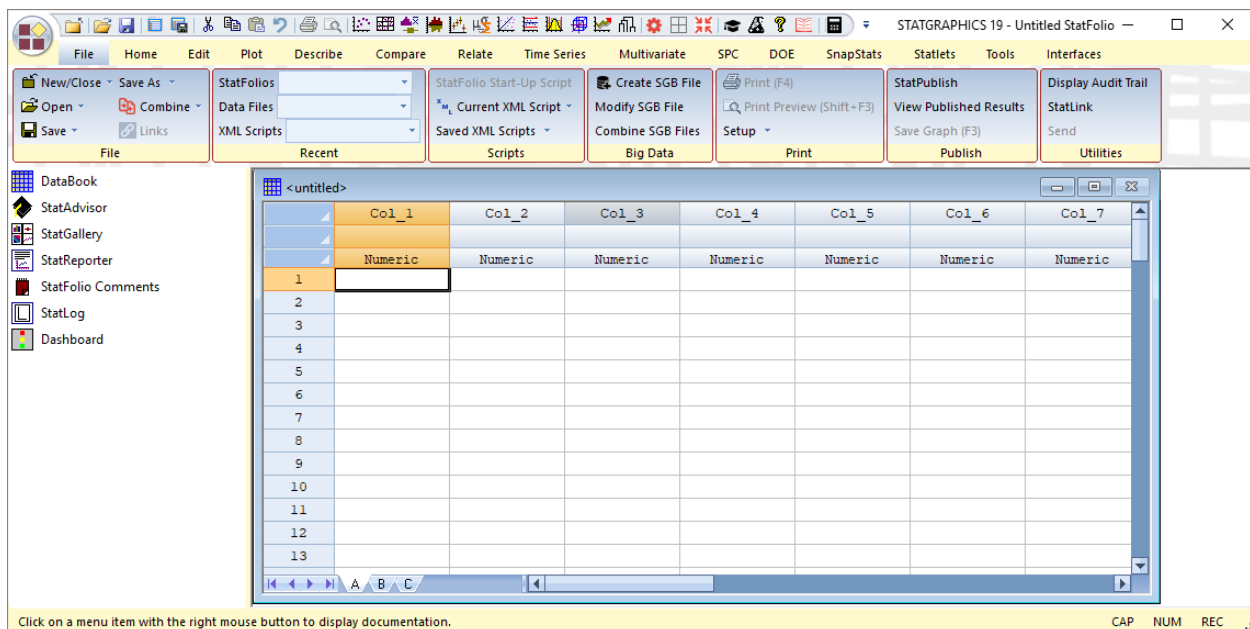 STATGRAPHICS 19 - Untitled StatFolio
File Home Edit Plot Describe Compare Relate Time Series Multivariate SPC DOE SnapStats Statlets Tools Interfaces
New/Close Save As StatFolios StatFolio Start-Up Script Create SGB File Print (F4) StatPublish Display Audit Trail
Open Combine Data Files XML Current XML Script Modify SGB File Print Preview (Shift+F3) View Published Results StatLink
Save Links XML Scripts Saved XML Scripts Combine SGB Files Setup Save Graph (F3) Send
File Recent Scripts Big Data Print Publish Utilities
DataBook
StatAdvisor
StatGallery
StatReporter
StatFolio Comments
StatLog
Dashboard
<untitled>
Col_1 Col_2 Col_3 Col_4 Col_5 Col_6 Col_7
Numeric Numeric Numeric Numeric Numeric Numeric Numeric
1
2
3
4
5
6
7
8
9
10
11
12
13
A B C
Click on a menu item with the right mouse button to display documentation. CAP NUM REC